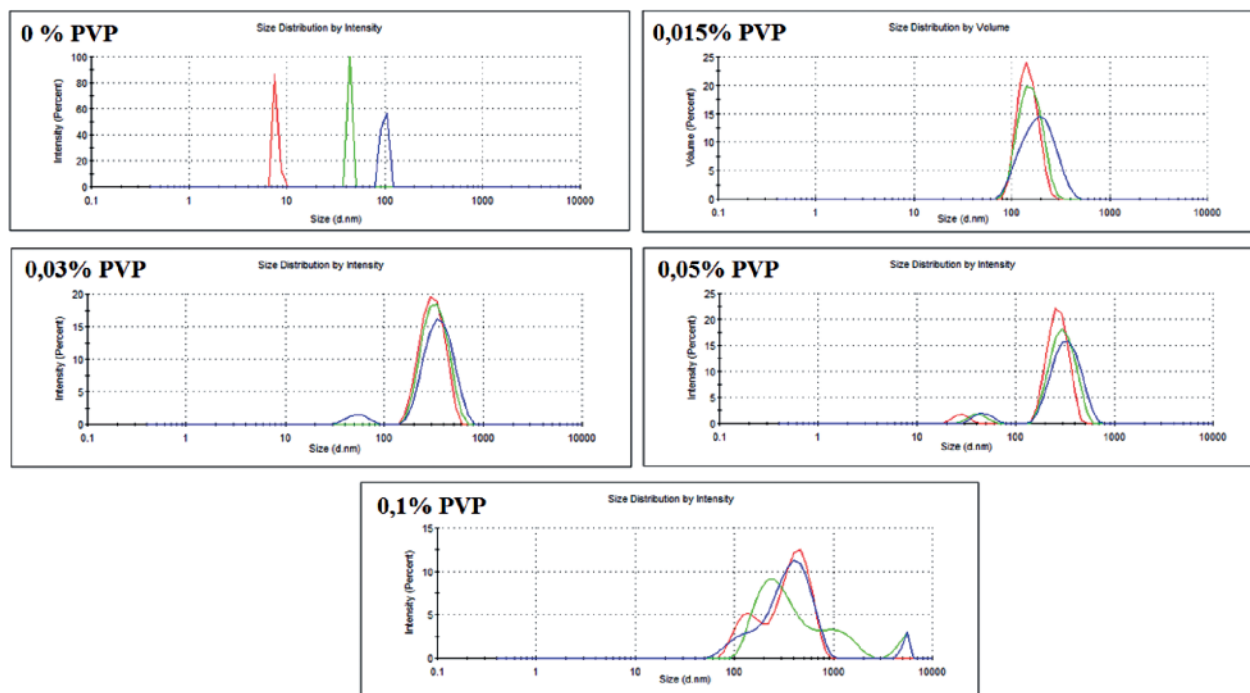 0 % PVP
Size Distribution by Intensity
Intensity (Percent)
100
80
60
40
20
0
0.1
1
10
100
1000
10000
Size (d.nm)
0,015% PVP
Size Distribution by Volume
Volume (Percent)
25
20
15
10
5
0
0.1
1
10
100
1000
10000
Size (d.nm)
0,03% PVP
Size Distribution by Intensity
Intensity (Percent)
20
15
10
5
0
0.1
1
10
100
1000
10000
Size (d.nm)
0,05% PVP
Size Distribution by Intensity
Intensity (Percent)
25
20
15
10
5
0
0.1
1
10
100
1000
10000
Size (d.nm)
0,1% PVP
Size Distribution by Intensity
Intensity (Percent)
15
10
5
0
0.1
1
10
100
1000
10000
Size (d.nm)